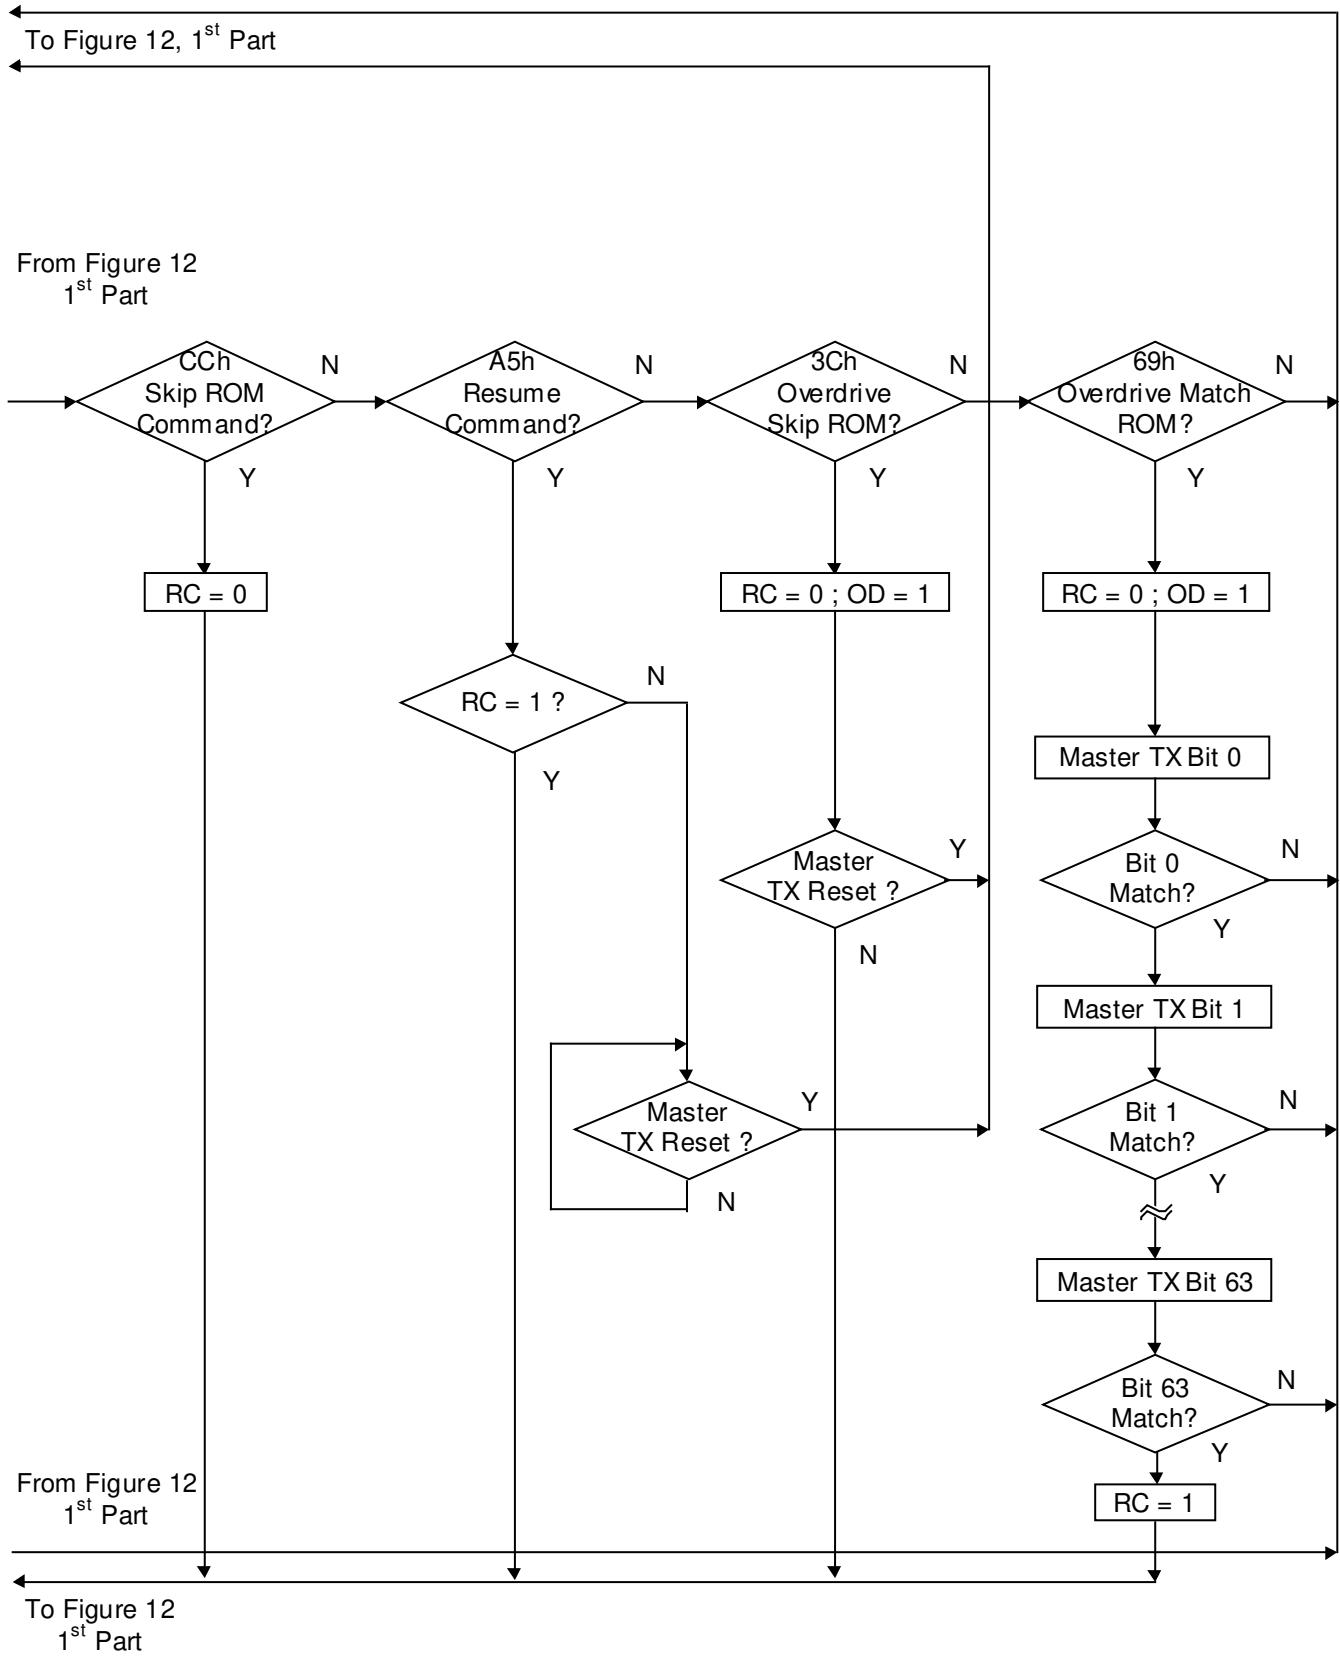 To Figure 12, 1st Part
From Figure 12
1st Part
CCh
Skip ROM
Command?
N
Y
A5h
Resume
Command?
N
Y
3Ch
Overdrive
Skip ROM?
N
Y
69h
Overdrive Match
ROM?
N
Y
RC = 0
RC = 0 ; OD = 1
RC = 0 ; OD = 1
RC = 1 ?
N
Y
Master TX Bit 0
Master
TX Reset ?
Y
N
Bit 0
Match?
N
Y
Master TX Bit 1
Master
TX Reset ?
Y
N
Bit 1
Match?
N
Y
Master TX Bit 63
Bit 63
Match?
N
Y
RC = 1
From Figure 12
1st Part
To Figure 12
1st Part